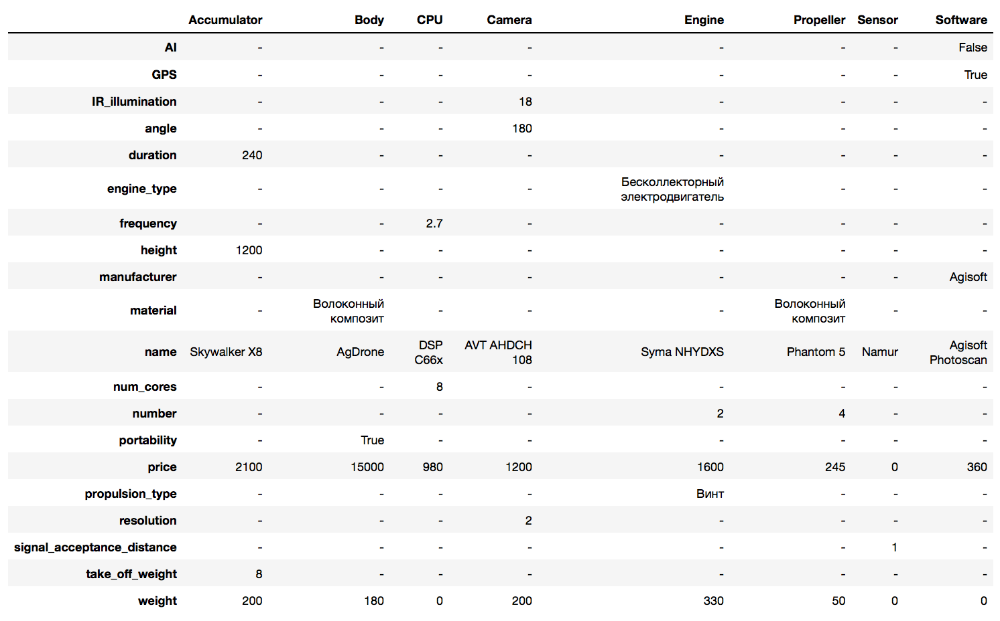 Accumulator Body CPU Camera Engine Propeller Sensor Software
AI - - - - - - - False
GPS - - - - - - - True
IR_illumination - - - 18 - - - -
angle - - - 180 - - - -
duration 240 - - - - - - -
engine_type - - - - Бесколлекторный электродвигатель - - -
frequency - - 2.7 - - - - -
height 1200 - - - - - - -
manufacturer - - - - - - - Agisoft
material - Волоконный композит - - - Волоконный композит - -
name Skywalker X8 AgDrone DSP C66x AVT AHDCH 108 Syma NHYDXS Phantom 5 Namur Agisoft Photoscan
num_cores - - 8 - - - - -
number - - - - 2 4 - -
portability - True - - - - - -
price 2100 15000 980 1200 1600 245 0 360
propulsion_type - - - - Винт - - -
resolution - - - 2 - - - -
signal_acceptance_distance - - - - - - 1 -
take_off_weight 8 - - - - - - -
weight 200 180 0 200 330 50 0 0